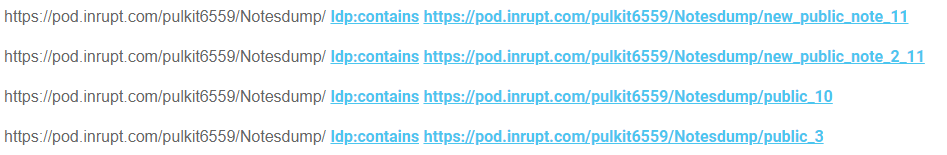 https://pod.inrupt.com/pulkit6559/Notesdump/ ldp:contains https://pod.inrupt.com/pulkit6559/Notesdump/new_public_note_11
https://pod.inrupt.com/pulkit6559/Notesdump/ ldp:contains https://pod.inrupt.com/pulkit6559/Notesdump/new_public_note_2_11
https://pod.inrupt.com/pulkit6559/Notesdump/ ldp:contains https://pod.inrupt.com/pulkit6559/Notesdump/public_10
https://pod.inrupt.com/pulkit6559/Notesdump/ ldp:contains https://pod.inrupt.com/pulkit6559/Notesdump/public_3